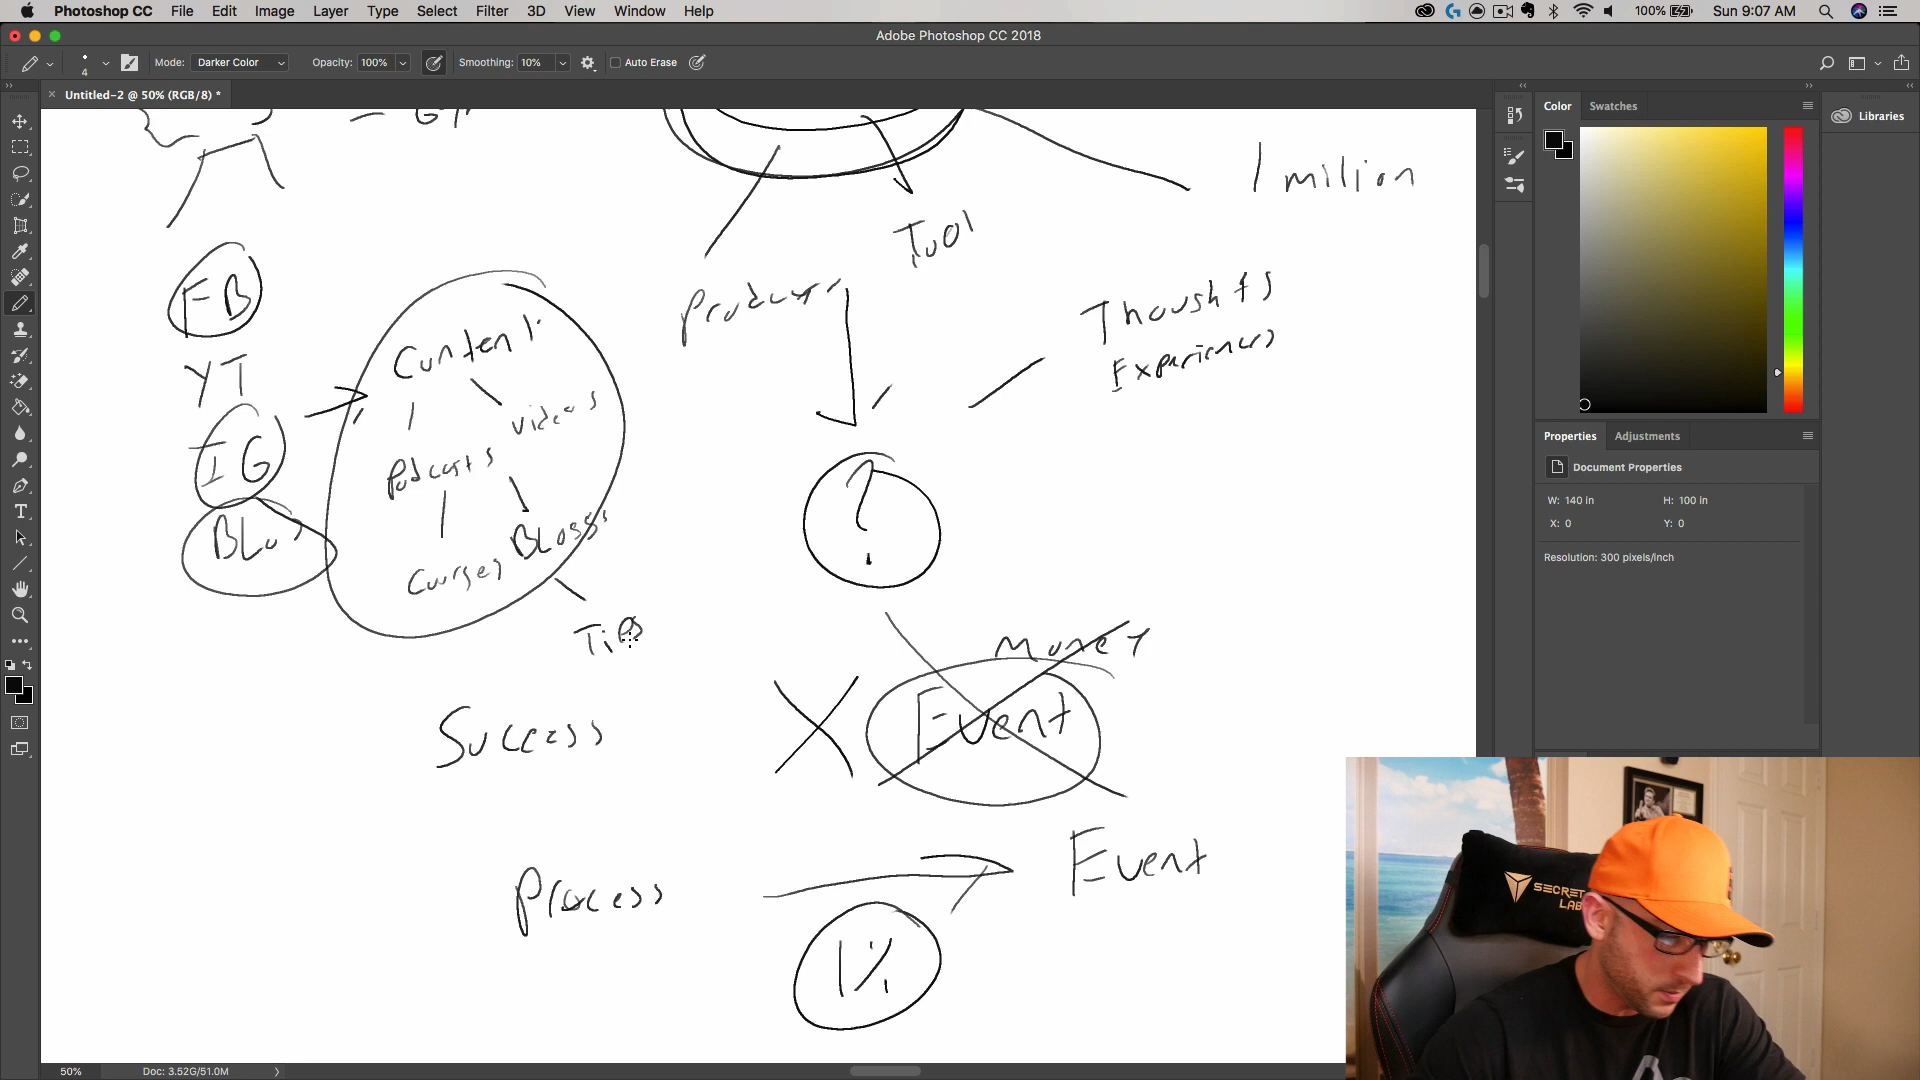 Photoshop CC File Edit Image Layer Type Select Filter 3D View Window Help 100% Sun 9:07 AM
Adobe Photoshop CC 2018
4 Mode: Darker Color Opacity: 100% Smoothing: 10% Auto Erase
Untitled-2 @ 50% (RGB/8) *
Color Swatches
Libraries
1 million
Tool
Product
Thoughts
Experiences
FB
YT
IG
BLog
Content
videos
Podcasts
BLoggs
Courses
Tips
?
Money
Event
Success
X
Process
Event
1%
Properties Adjustments
Document Properties
W: 140 in H: 100 in
X: 0 Y: 0
Resolution: 300 pixels/inch
SECRET
LAB
50% Doc: 3.52G/51.0M